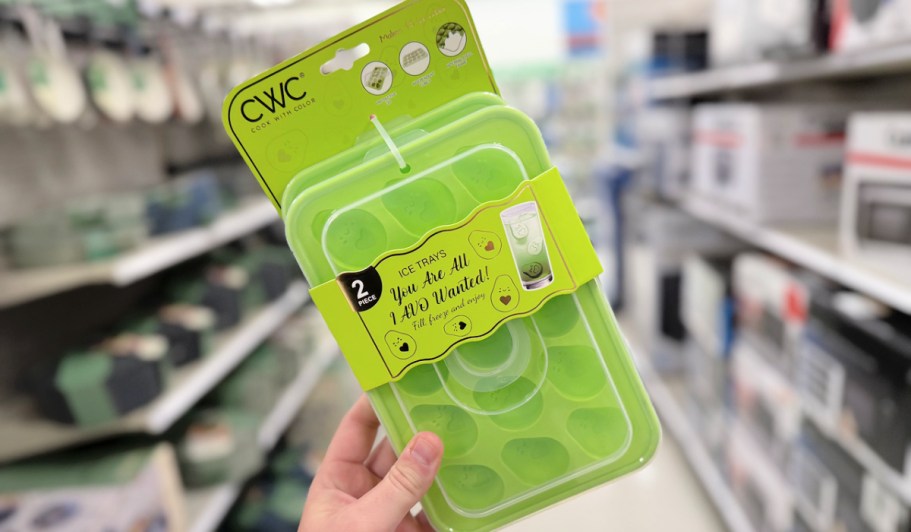 CWC®
COOK WITH COLOR
2
PIECE
ICE TRAYS
You Are All
I AVO Wanted!
Fill, freeze and enjoy